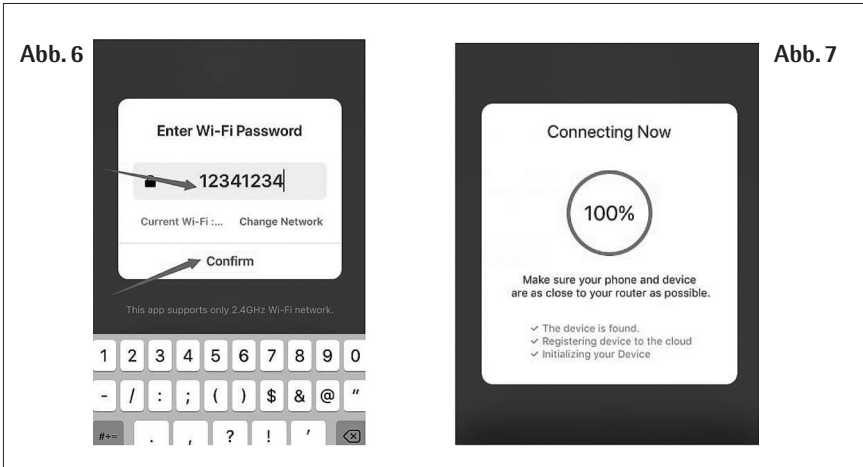 Abb. 6
Enter Wi-Fi Password
12341234
Current Wi-Fi :... Change Network
Confirm
This app supports only 2.4GHz Wi-Fi network.
1 2 3 4 5 6 7 8 9 0
- / : ; ( ) $ & @ "
#+= . , ? ! '
Abb. 7
Connecting Now
100%
Make sure your phone and device
are as close to your router as possible.
✓ The device is found.
✓ Registering device to the cloud
✓ Initializing your Device